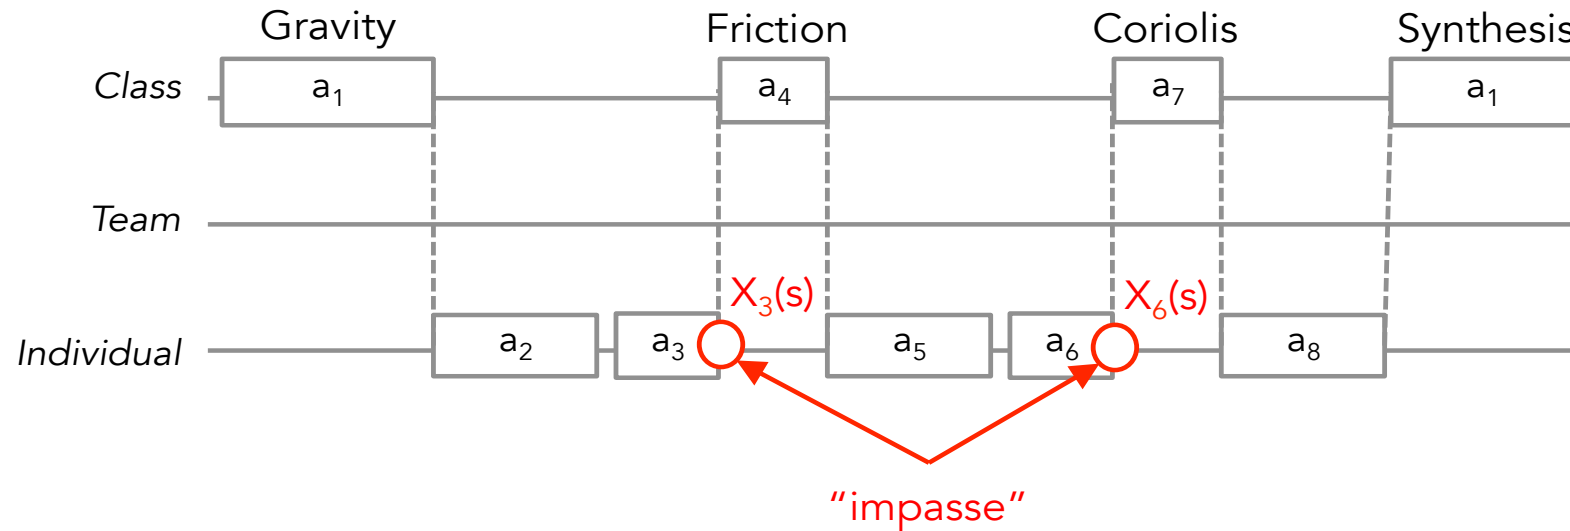 Gravity Friction Coriolis Synthesis
Class a₁ a₄ a₇ a₁
Team
X₃(s) X₆(s)
Individual a₂ a₃ a₅ a₆ a₈
“impasse”